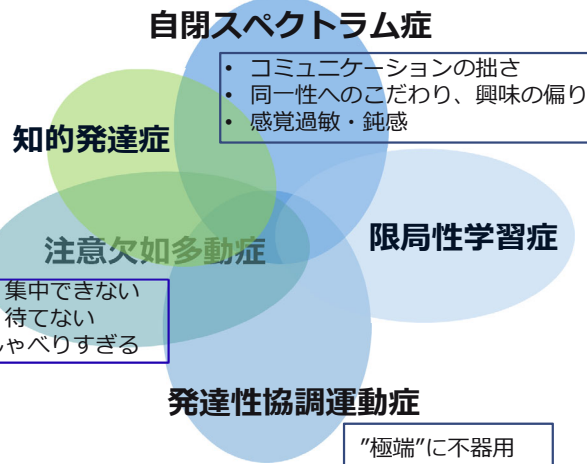 自閉スペクトラム症
• コミュニケーションの拙さ
• 同一性へのこだわり、興味の偏り
• 感覚過敏・鈍感
知的発達症
限局性学習症
注意欠如多動症
集中できない
待てない
ゃべりすぎる
発達性協調運動症
”極端”に不器用